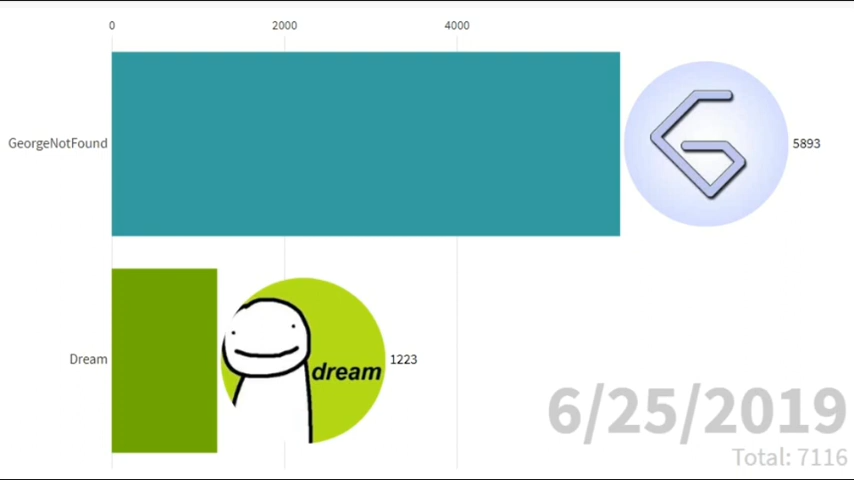 0 2000 4000
GeorgeNotFound 5893
Dream dream 1223
6/25/2019
Total: 7116